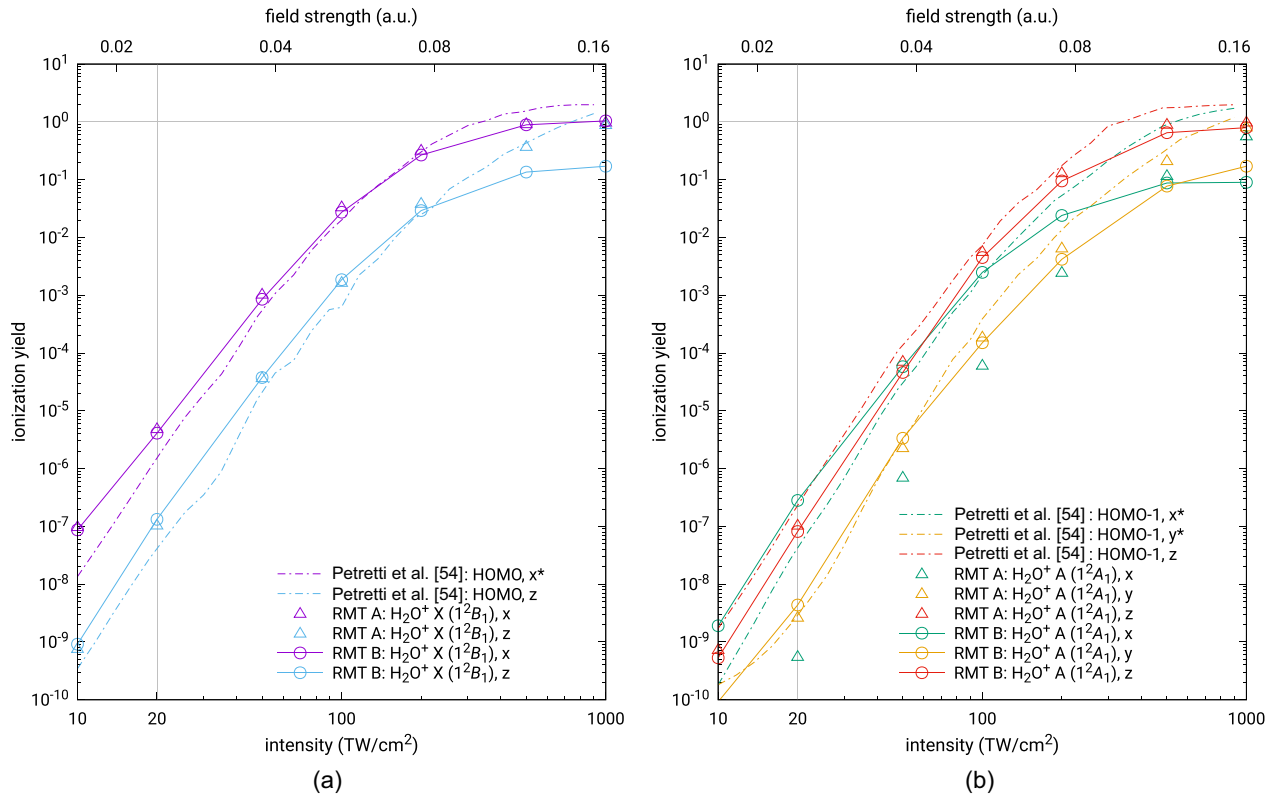 field strength (a.u.)
0.02 0.04 0.08 0.16
10^1
10^0
10^-1
10^-2
10^-3
10^-4
10^-5
10^-6
10^-7
10^-8
10^-9
10^-10
ionization yield
Petretti et al. [54]: HOMO, x*
Petretti et al. [54]: HOMO, z
RMT A: H₂O⁺ X (1²B₁), x
RMT A: H₂O⁺ X (1²B₁), z
RMT B: H₂O⁺ X (1²B₁), x
RMT B: H₂O⁺ X (1²B₁), z
10 20 100 1000
intensity (TW/cm²)
(a)
field strength (a.u.)
0.02 0.04 0.08 0.16
10^1
10^0
10^-1
10^-2
10^-3
10^-4
10^-5
10^-6
10^-7
10^-8
10^-9
10^-10
ionization yield
Petretti et al. [54] : HOMO-1, x*
Petretti et al. [54] : HOMO-1, y*
Petretti et al. [54] : HOMO-1, z
RMT A: H₂O⁺ A (1²A₁), x
RMT A: H₂O⁺ A (1²A₁), y
RMT A: H₂O⁺ A (1²A₁), z
RMT B: H₂O⁺ A (1²A₁), x
RMT B: H₂O⁺ A (1²A₁), y
RMT B: H₂O⁺ A (1²A₁), z
10 20 100 1000
intensity (TW/cm²)
(b)